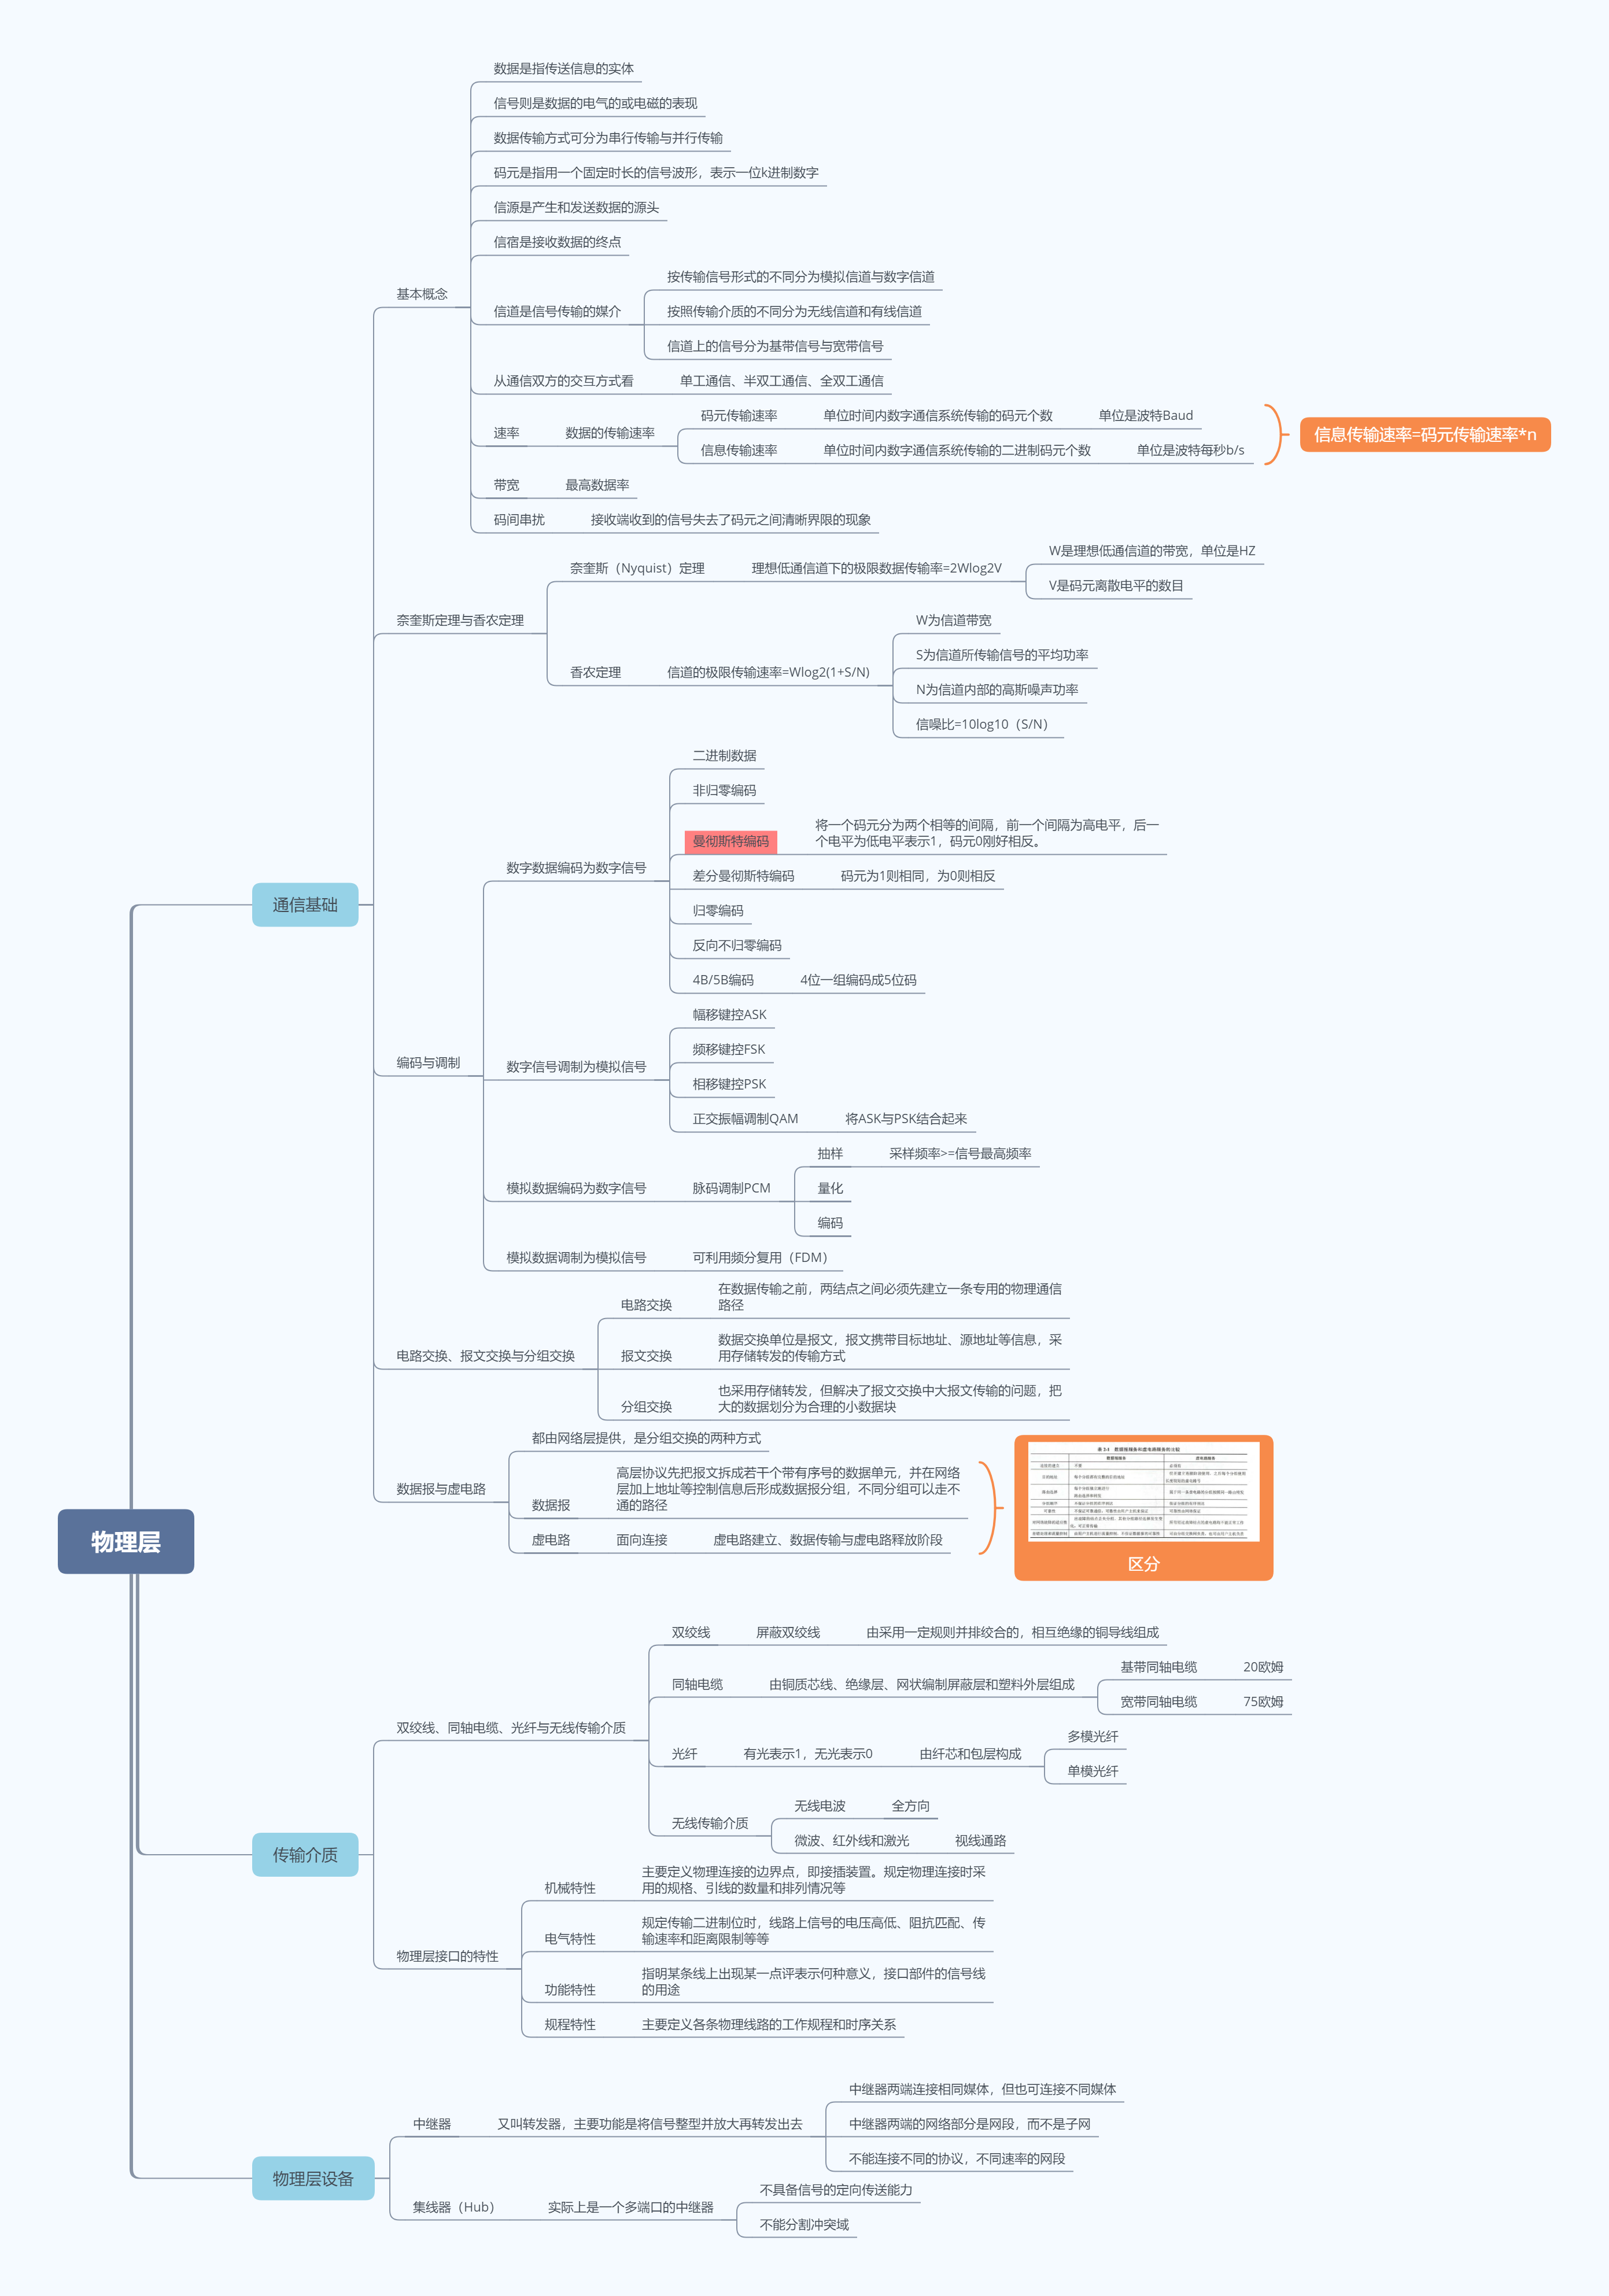 物理层
通信基础
基本概念
数据是指传送信息的实体
信号则是数据的电气的或电磁的表现
数据传输方式可分为串行传输与并行传输
码元是指用一个固定时长的信号波形，表示一位k进制数字
信源是产生和发送数据的源头
信宿是接收数据的终点
信道是信号传输的媒介
按传输信号形式的不同分为模拟信道与数字信道
按照传输介质的不同分为无线信道和有线信道
信道上的信号分为基带信号与宽带信号
从通信双方的交互方式看
单工通信、半双工通信、全双工通信
速率
数据的传输速率
码元传输速率
单位时间内数字通信系统传输的码元个数
单位是波特Baud
信息传输速率
单位时间内数字通信系统传输的二进制码元个数
单位是波特每秒b/s
信息传输速率=码元传输速率*n
带宽
最高数据率
码间串扰
接收端收到的信号失去了码元之间清晰界限的现象
奈奎斯定理与香农定理
奈奎斯（Nyquist）定理
理想低通信道下的极限数据传输率=2Wlog2V
W是理想低通信道的带宽，单位是HZ
V是码元离散电平的数目
香农定理
信道的极限传输速率=Wlog2(1+S/N)
W为信道带宽
S为信道所传输信号的平均功率
N为信道内部的高斯噪声功率
信噪比=10log10（S/N）
编码与调制
数字数据编码为数字信号
二进制数据
非归零编码
曼彻斯特编码
将一个码元分为两个相等的间隔，前一个间隔为高电平，后一
个电平为低电平表示1，码元0刚好相反。
差分曼彻斯特编码
码元为1则相同，为0则相反
归零编码
反向不归零编码
4B/5B编码
4位一组编码成5位码
数字信号调制为模拟信号
幅移键控ASK
频移键控FSK
相移键控PSK
正交振幅调制QAM
将ASK与PSK结合起来
模拟数据编码为数字信号
脉码调制PCM
抽样
采样频率>=信号最高频率
量化
编码
模拟数据调制为模拟信号
可利用频分复用（FDM）
电路交换、报文交换与分组交换
电路交换
在数据传输之前，两结点之间必须先建立一条专用的物理通信
路径
报文交换
数据交换单位是报文，报文携带目标地址、源地址等信息，采
用存储转发的传输方式
分组交换
也采用存储转发，但解决了报文交换中大报文传输的问题，把
大的数据划分为合理的小数据块
数据报与虚电路
都由网络层提供，是分组交换的两种方式
数据报
高层协议先把报文拆成若干个带有序号的数据单元，并在网络
层加上地址等控制信息后形成数据报分组，不同分组可以走不
通的路径
虚电路
面向连接
虚电路建立、数据传输与虚电路释放阶段
区分
传输介质
双绞线、同轴电缆、光纤与无线传输介质
双绞线
屏蔽双绞线
由采用一定规则并排绞合的，相互绝缘的铜导线组成
同轴电缆
由铜质芯线、绝缘层、网状编制屏蔽层和塑料外层组成
基带同轴电缆
20欧姆
宽带同轴电缆
75欧姆
光纤
有光表示1，无光表示0
由纤芯和包层构成
多模光纤
单模光纤
无线传输介质
无线电波
全方向
微波、红外线和激光
视线通路
物理层接口的特性
机械特性
主要定义物理连接的边界点，即接插装置。规定物理连接时采
用的规格、引线的数量和排列情况等
电气特性
规定传输二进制位时，线路上信号的电压高低、阻抗匹配、传
输速率和距离限制等等
功能特性
指明某条线上出现某一点评表示何种意义，接口部件的信号线
的用途
规程特性
主要定义各条物理线路的工作规程和时序关系
物理层设备
中继器
又叫转发器，主要功能是将信号整型并放大再转发出去
中继器两端连接相同媒体，但也可连接不同媒体
中继器两端的网络部分是网段，而不是子网
不能连接不同的协议，不同速率的网段
集线器（Hub）
实际上是一个多端口的中继器
不具备信号的定向传送能力
不能分割冲突域